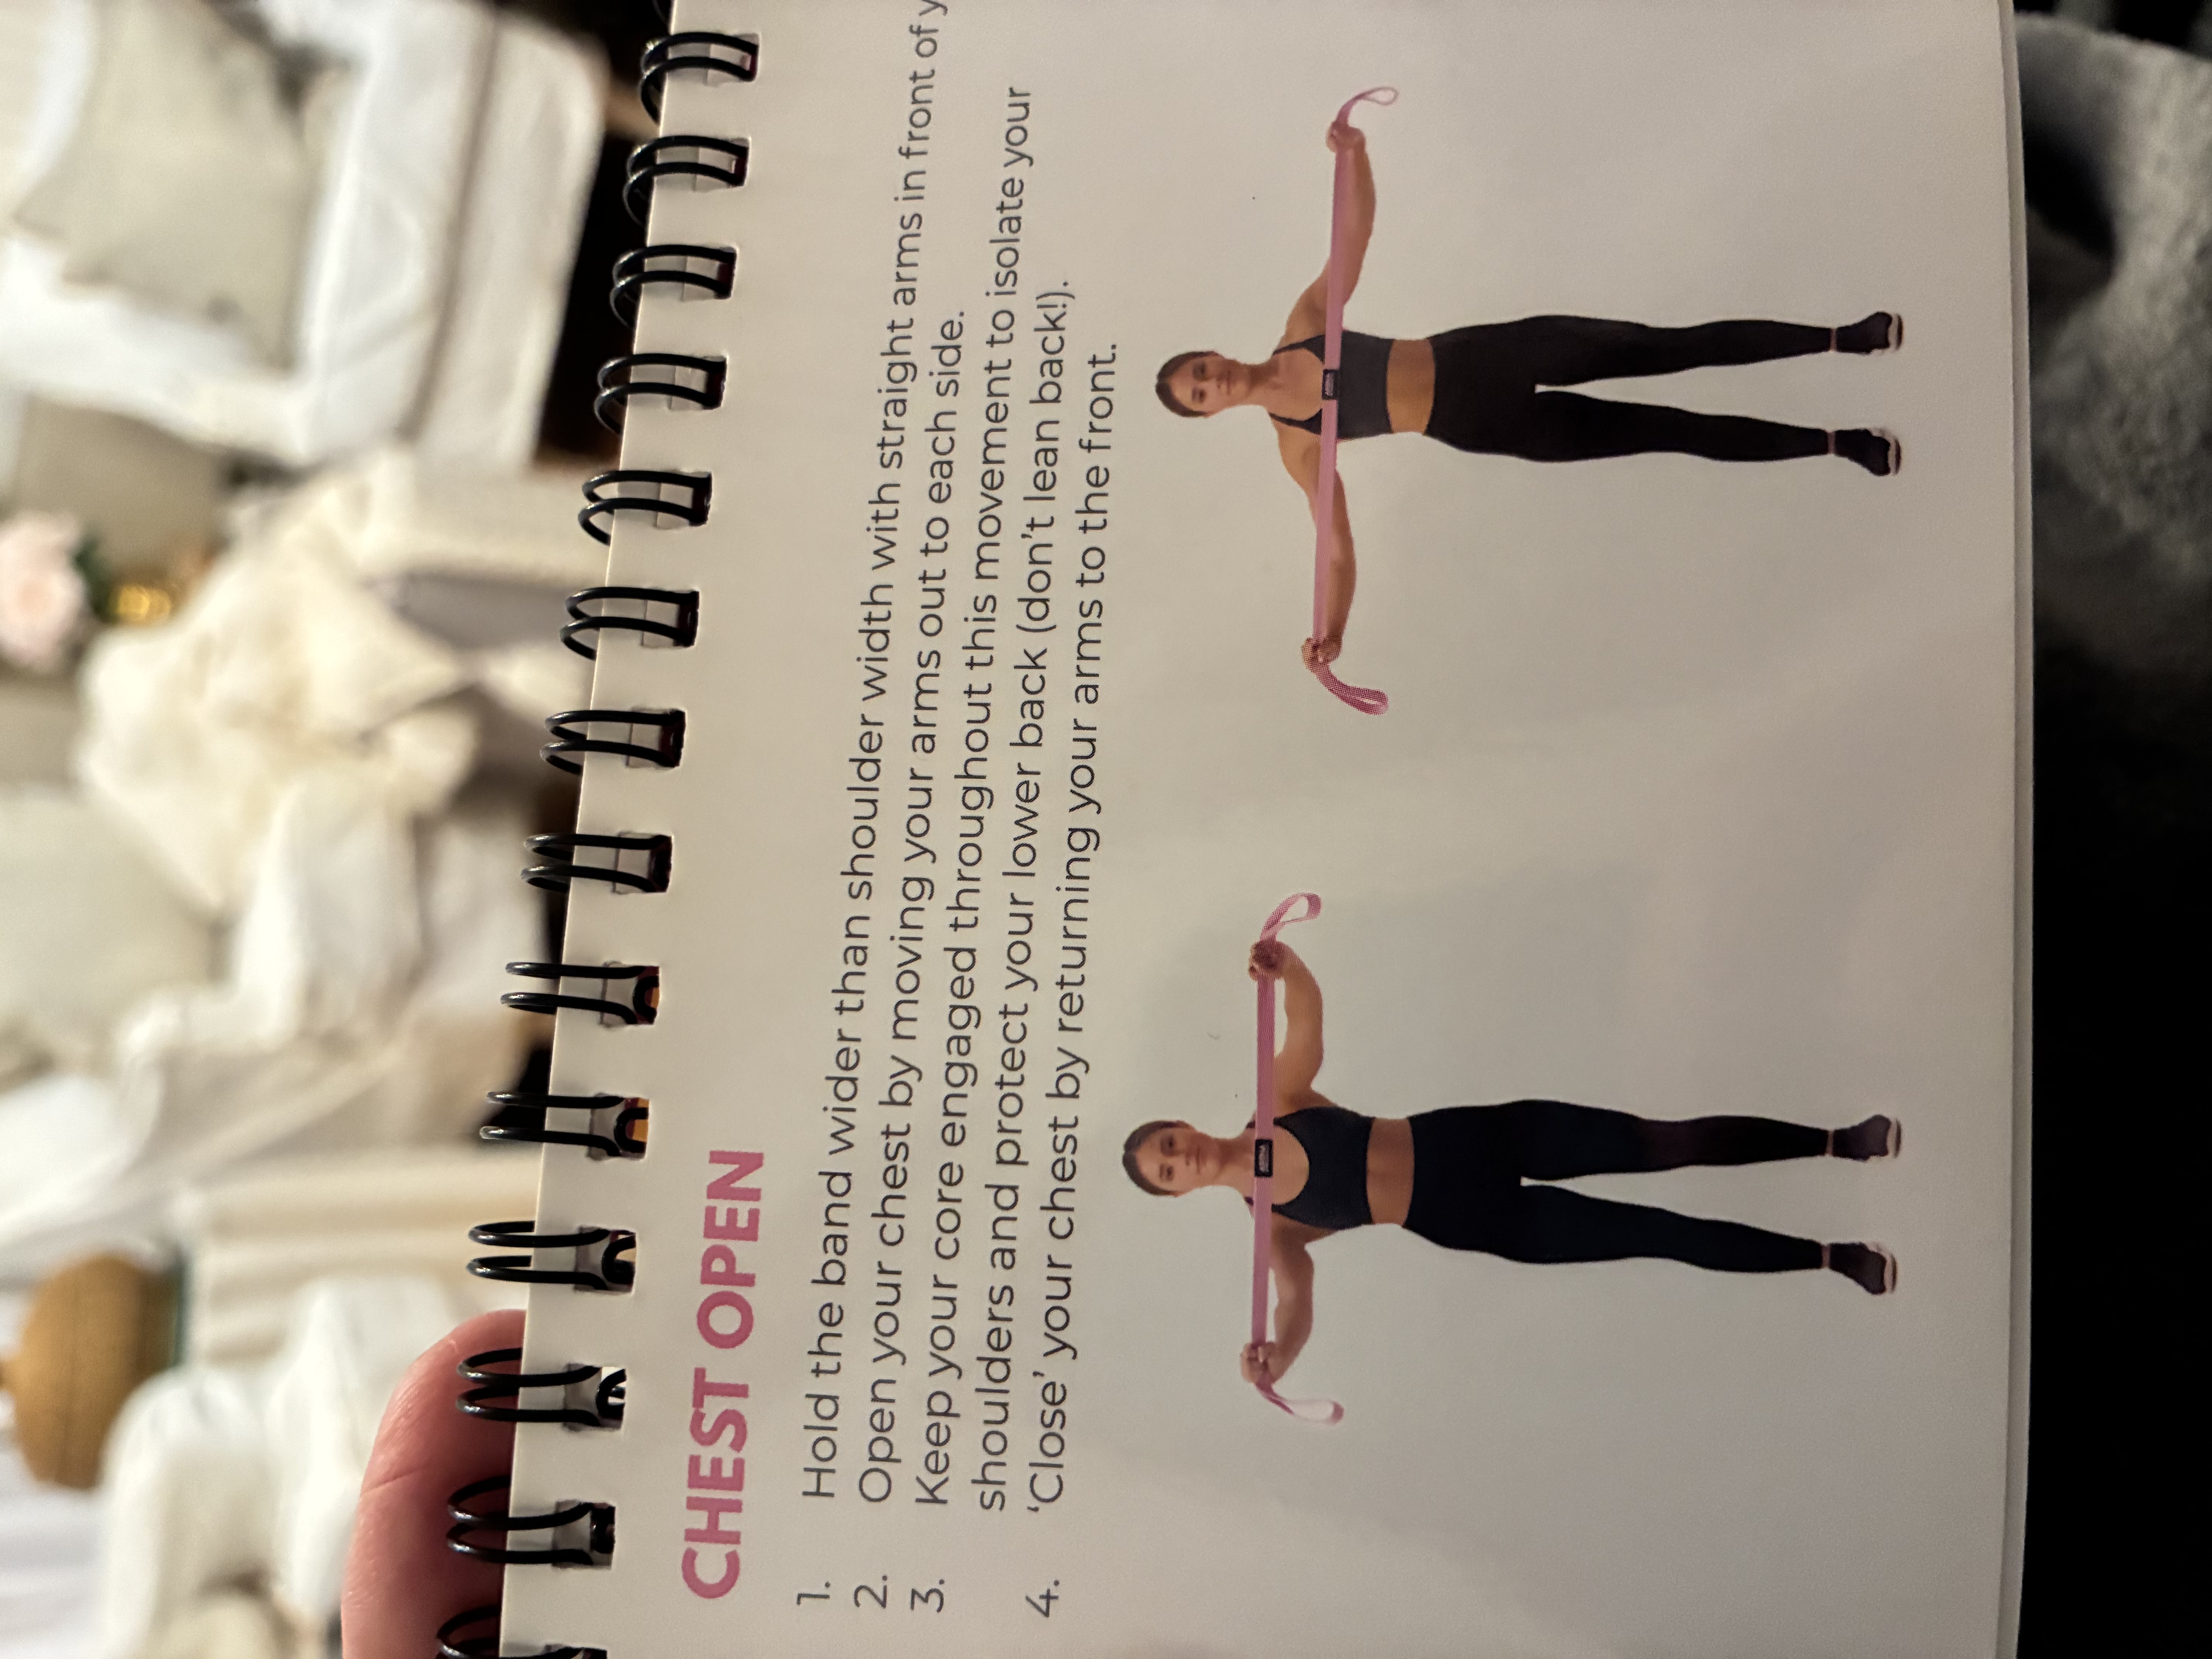 CHEST OPEN
1. Hold the band wider than shoulder width with straight arms in front of y
2. Open your chest by moving your arms out to each side.
3. Keep your core engaged throughout this movement to isolate your
shoulders and protect your lower back (don't lean back!).
4. ‘Close’ your chest by returning your arms to the front.